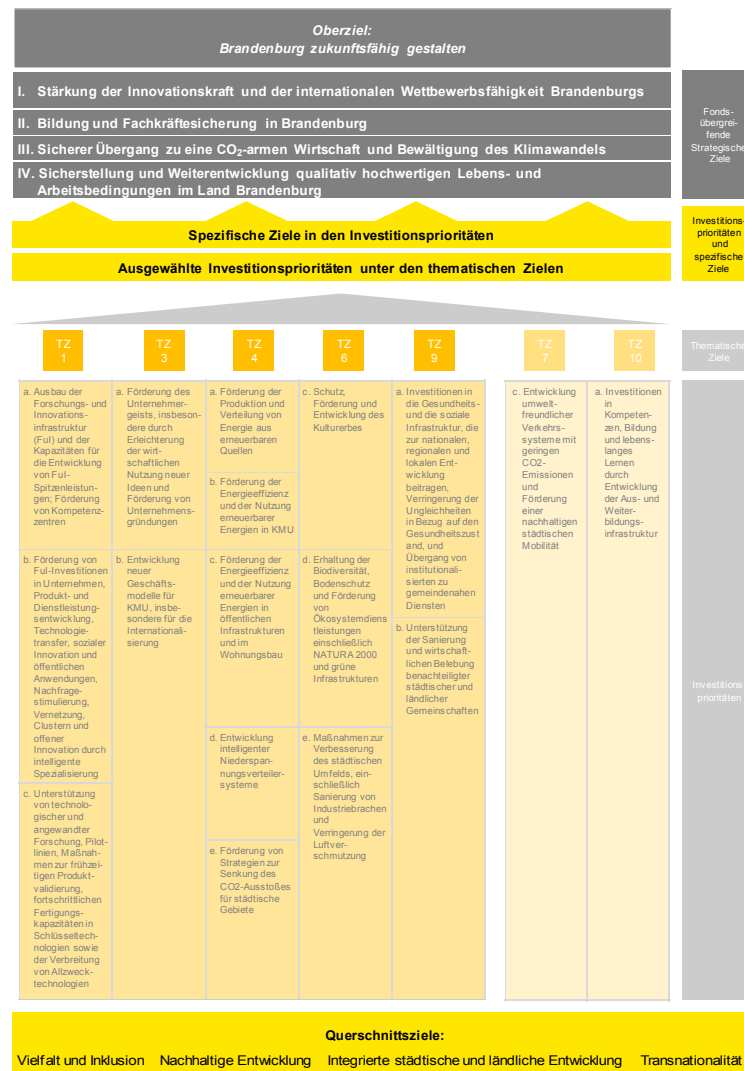 Oberziel:
Brandenburg zukunftsfähig gestalten
I. Stärkung der Innovationskraft und der internationalen Wettbewerbsfähigkeit Brandenburgs
II. Bildung und Fachkräftesicherung in Brandenburg
III. Sicherer Übergang zu eine CO₂-armen Wirtschaft und Bewältigung des Klimawandels
IV. Sicherstellung und Weiterentwicklung qualitativ hochwertigen Lebens- und
Arbeitsbedingungen im Land Brandenburg
Fonds-
übergrei-
fende
Strategische
Ziele
Spezifische Ziele in den Investitionsprioritäten
Ausgewählte Investitionsprioritäten unter den thematischen Zielen
Investitions-
prioritäten
und
spezifische
Ziele
TZ
1
TZ
3
TZ
4
TZ
6
TZ
9
TZ
7
TZ
10
Thematische
Ziele
a. Ausbau der
Forschungs- und
Innovations-
infrastruktur
(FuI) und der
Kapazitäten für
die Entwicklung
von FuI-
Spitzenleistun-
gen; Förderung
von Kompetenz-
zentren
b. Förderung von
FuI-Investitionen
in Unternehmen,
Produkt- und
Dienstleistung-
sentwicklung,
Technologie-
transfer, sozialer
Innovation und
öffentlichen
Anwendungen,
Nachfrage-
stimulierung,
Vernetzung,
Clustern und
offener
Innovation durch
intelligente
Spezialisierung
c. Unterstützung
von technolo-
gischer und
angewandter
Forschung, Pilot-
linien, Maßnah-
men zur frühzei-
tigen Produkt-
validierung,
fortschrittlichen
Fertigungs-
kapazitäten in
Schlüsseltech-
nologien sowie
der Verbreitung
von Allzweck-
technologien
a. Förderung des
Unternehmer-
geists, insbeson-
dere durch
Erleichterung
der wirt-
schaftlichen
Nutzung neuer
Ideen und
Förderung von
Unternehmens-
gründungen
b. Entwicklung
neuer
Geschäfts-
modelle für
KMU, insbe-
sondere für die
Internationali-
sierung
a. Förderung der
Produktion und
Verteilung von
Energie aus
erneuerbaren
Quellen
b. Förderung der
Energieeffizienz
und der Nutzung
erneuerbarer
Energien in KMU
c. Förderung der
Energieeffizienz
und der Nutzung
erneuerbarer
Energien in
öffentlichen
Infrastrukturen
und im
Wohnungsbau
d. Entwicklung
intelligenter
Niederspan-
nungsverteiler-
systeme
e. Förderung von
Strategien zur
Senkung des
CO2-Ausstoßes
für städtische
Gebiete
c. Schutz,
Förderung und
Entwicklung des
Kulturerbes
d. Erhaltung der
Biodiversität,
Bodenschutz
und Förderung
von
Ökosystemdiens
tleistungen
einschließlich
NATURA 2000
und grüne
Infrastrukturen
e. Maßnahmen zur
Verbesserung
des städtischen
Umfelds, ein-
schließlich
Sanierung von
Industriebrachen
und
Verringerung der
Luftver-
schmutzung
a. Investitionen in
die Gesundheits-
und die soziale
Infrastruktur, die
zur nationalen,
regionalen und
lokalen Ent-
wicklung
beitragen,
Verringerung der
Ungleichheiten
in Bezug auf den
Gesundheitszust
and, und
Übergang von
institutionali-
sierten zu
gemeindenahen
Diensten
b. Unterstützung
der Sanierung
und wirtschaft-
lichen Belebung
benachteiligter
städtischer und
ländlicher
Gemeinschaften
c. Entwicklung
umwelt-
freundlicher
Verkehrs-
systeme mit
geringen
CO2-
Emissionen
und
Förderung
einer
nachhaltigen
städtischen
Mobilität
a. Investitionen
in
Kompeten-
zen, Bildung
und lebens-
langes
Lernen
durch
Entwicklung
der Aus- und
Weiter-
bildungs-
infrastruktur
Investitions-
prioritäten
Querschnittsziele:
Vielfalt und Inklusion Nachhaltige Entwicklung Integrierte städtische und ländliche Entwicklung Transnationalität